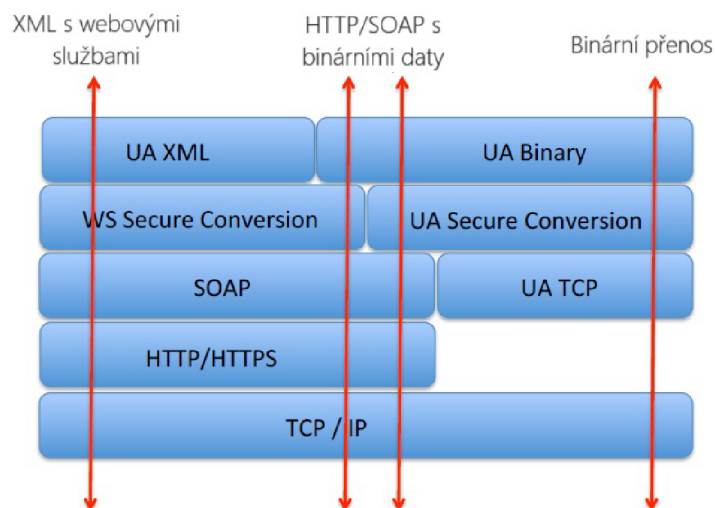 XML s webovými
službami
HTTP/SOAP s
binárními daty
Binární přenos
UA XML
UA Binary
WS Secure Conversion
UA Secure Conversion
SOAP
UA TCP
HTTP/HTTPS
TCP / IP